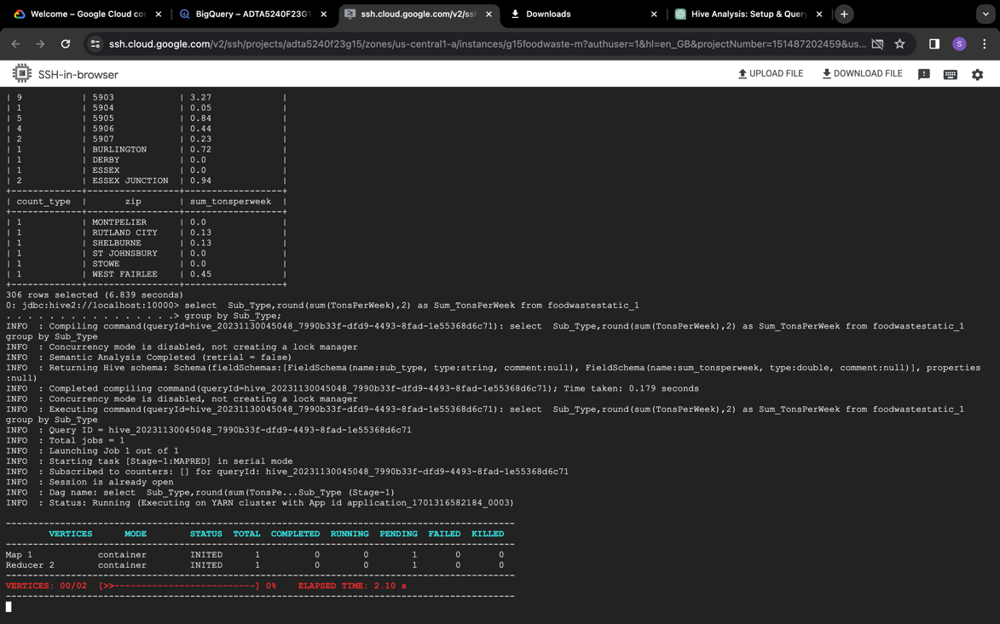 Welcome – Google Cloud co
BigQuery – ADTA5240F23G1
ssh.cloud.google.com/v2/ss
Downloads
Hive Analysis: Setup & Quer
ssh.cloud.google.com/v2/ssh/projects/adta5240f23g15/zones/us-central1-a/instances/g15foodwaste-m?authuser=1&hl=en_GB&projectNumber=151487202459&us...
S
SSH-in-browser
UPLOAD FILE
DOWNLOAD FILE
| 9 | 5903 | 3.27 |
| 1 | 5904 | 0.05 |
| 5 | 5905 | 0.84 |
| 4 | 5906 | 0.44 |
| 2 | 5907 | 0.23 |
| 1 | BURLINGTON | 0.72 |
| 1 | DERBY | 0.0 |
| 1 | ESSEX | 0.0 |
| 2 | ESSEX JUNCTION | 0.94 |
+-------------+-----------------+------------------+
| count_type | zip | sum_tonsperweek |
+-------------+-----------------+------------------+
| 1 | MONTPELIER | 0.0 |
| 1 | RUTLAND CITY | 0.13 |
| 1 | SHELBURNE | 0.13 |
| 1 | ST JOHNSBURY | 0.0 |
| 1 | STOWE | 0.0 |
| 1 | WEST FAIRLEE | 0.45 |
+-------------+-----------------+------------------+
306 rows selected (6.839 seconds)
0: jdbc:hive2://localhost:10000> select  Sub_Type,round(sum(TonsPerWeek),2) as Sum_TonsPerWeek from foodwastestatic_1
. . . . . . . . . . . . . . . .> group by Sub_Type;
INFO  : Compiling command(queryId=hive_20231130045048_7990b33f-dfd9-4493-8fad-1e55368d6c71): select  Sub_Type,round(sum(TonsPerWeek),2) as Sum_TonsPerWeek from foodwastestatic_1
group by Sub_Type
INFO  : Concurrency mode is disabled, not creating a lock manager
INFO  : Semantic Analysis Completed (retrial = false)
INFO  : Returning Hive schema: Schema(fieldSchemas:[FieldSchema(name:sub_type, type:string, comment:null), FieldSchema(name:sum_tonsperweek, type:double, comment:null)], properties
:null)
INFO  : Completed compiling command(queryId=hive_20231130045048_7990b33f-dfd9-4493-8fad-1e55368d6c71); Time taken: 0.179 seconds
INFO  : Concurrency mode is disabled, not creating a lock manager
INFO  : Executing command(queryId=hive_20231130045048_7990b33f-dfd9-4493-8fad-1e55368d6c71): select  Sub_Type,round(sum(TonsPerWeek),2) as Sum_TonsPerWeek from foodwastestatic_1
group by Sub_Type
INFO  : Query ID = hive_20231130045048_7990b33f-dfd9-4493-8fad-1e55368d6c71
INFO  : Total jobs = 1
INFO  : Launching Job 1 out of 1
INFO  : Starting task [Stage-1:MAPRED] in serial mode
INFO  : Subscribed to counters: [] for queryId: hive_20231130045048_7990b33f-dfd9-4493-8fad-1e55368d6c71
INFO  : Session is already open
INFO  : Dag name: select  Sub_Type,round(sum(TonsPe...Sub_Type (Stage-1)
INFO  : Status: Running (Executing on YARN cluster with App id application_1701316582184_0003)
----------------------------------------------------------------------------------------------
VERTICES MODE STATUS TOTAL COMPLETED RUNNING PENDING FAILED KILLED
----------------------------------------------------------------------------------------------
Map 1 container INITED 1 0 0 1 0 0
Reducer 2 container INITED 1 0 0 1 0 0
----------------------------------------------------------------------------------------------
VERTICES: 00/02  [>>--------------------------] 0%    ELAPSED TIME: 2.10 s
----------------------------------------------------------------------------------------------